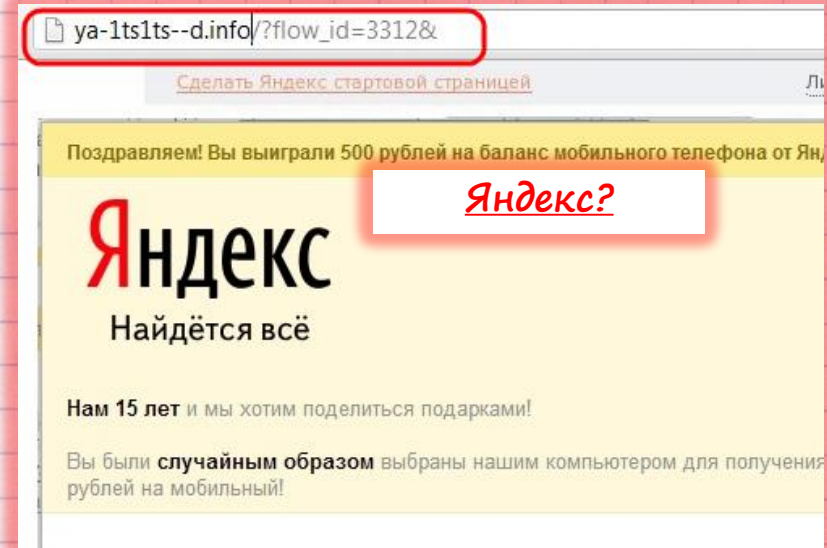 ya-1ts1ts--d.info/?flow_id=3312&
Сделать Яндекс стартовой страницей
Поздравляем! Вы выиграли 500 рублей на баланс мобильного телефона от
Яндекс?
Яндекс
Найдётся всё
Нам 15 лет и мы хотим поделиться подарками!
Вы были случайным образом выбраны нашим компьютером для получения
рублей на мобильный!